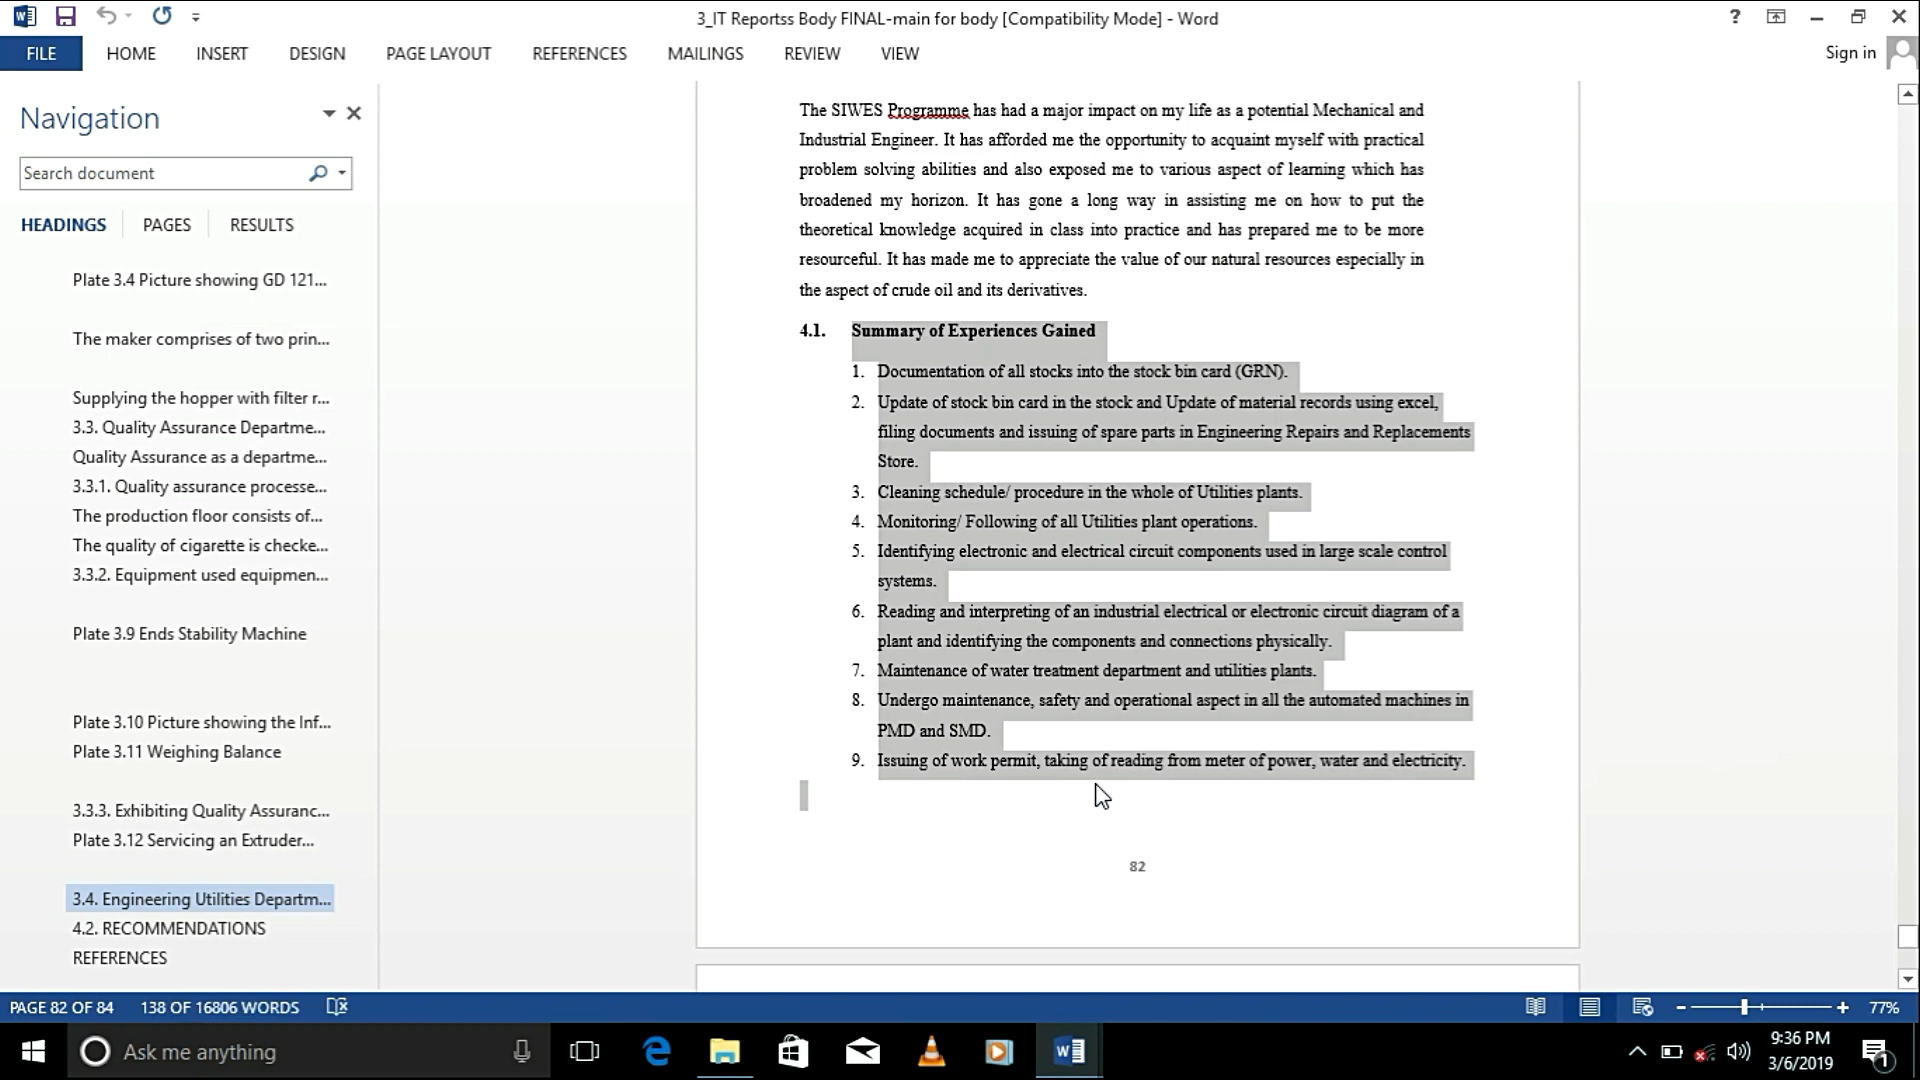 3_IT Reportss Body FINAL-main for body [Compatibility Mode] - Word
?
FILE HOME INSERT DESIGN PAGE LAYOUT REFERENCES MAILINGS REVIEW VIEW Sign in
Navigation
Search document
HEADINGS PAGES RESULTS
Plate 3.4 Picture showing GD 121...
The maker comprises of two prin...
Supplying the hopper with filter r...
3.3. Quality Assurance Departme...
Quality Assurance as a departme...
3.3.1. Quality assurance processe...
The production floor consists of...
The quality of cigarette is checke...
3.3.2. Equipment used equipmen...
Plate 3.9 Ends Stability Machine
Plate 3.10 Picture showing the Inf...
Plate 3.11 Weighing Balance
3.3.3. Exhibiting Quality Assuranc...
Plate 3.12 Servicing an Extruder...
3.4. Engineering Utilities Departm...
4.2. RECOMMENDATIONS
REFERENCES
The SIWES Programme has had a major impact on my life as a potential Mechanical and
Industrial Engineer. It has afforded me the opportunity to acquaint myself with practical
problem solving abilities and also exposed me to various aspect of learning which has
broadened my horizon. It has gone a long way in assisting me on how to put the
theoretical knowledge acquired in class into practice and has prepared me to be more
resourceful. It has made me to appreciate the value of our natural resources especially in
the aspect of crude oil and its derivatives.
4.1. Summary of Experiences Gained
1. Documentation of all stocks into the stock bin card (GRN).
2. Update of stock bin card in the stock and Update of material records using excel,
filing documents and issuing of spare parts in Engineering Repairs and Replacements
Store.
3. Cleaning schedule/ procedure in the whole of Utilities plants.
4. Monitoring/ Following of all Utilities plant operations.
5. Identifying electronic and electrical circuit components used in large scale control
systems.
6. Reading and interpreting of an industrial electrical or electronic circuit diagram of a
plant and identifying the components and connections physically.
7. Maintenance of water treatment department and utilities plants.
8. Undergo maintenance, safety and operational aspect in all the automated machines in
PMD and SMD.
9. Issuing of work permit, taking of reading from meter of power, water and electricity.
82
PAGE 82 OF 84 138 OF 16806 WORDS 77%
Ask me anything
9:36 PM
3/6/2019
1